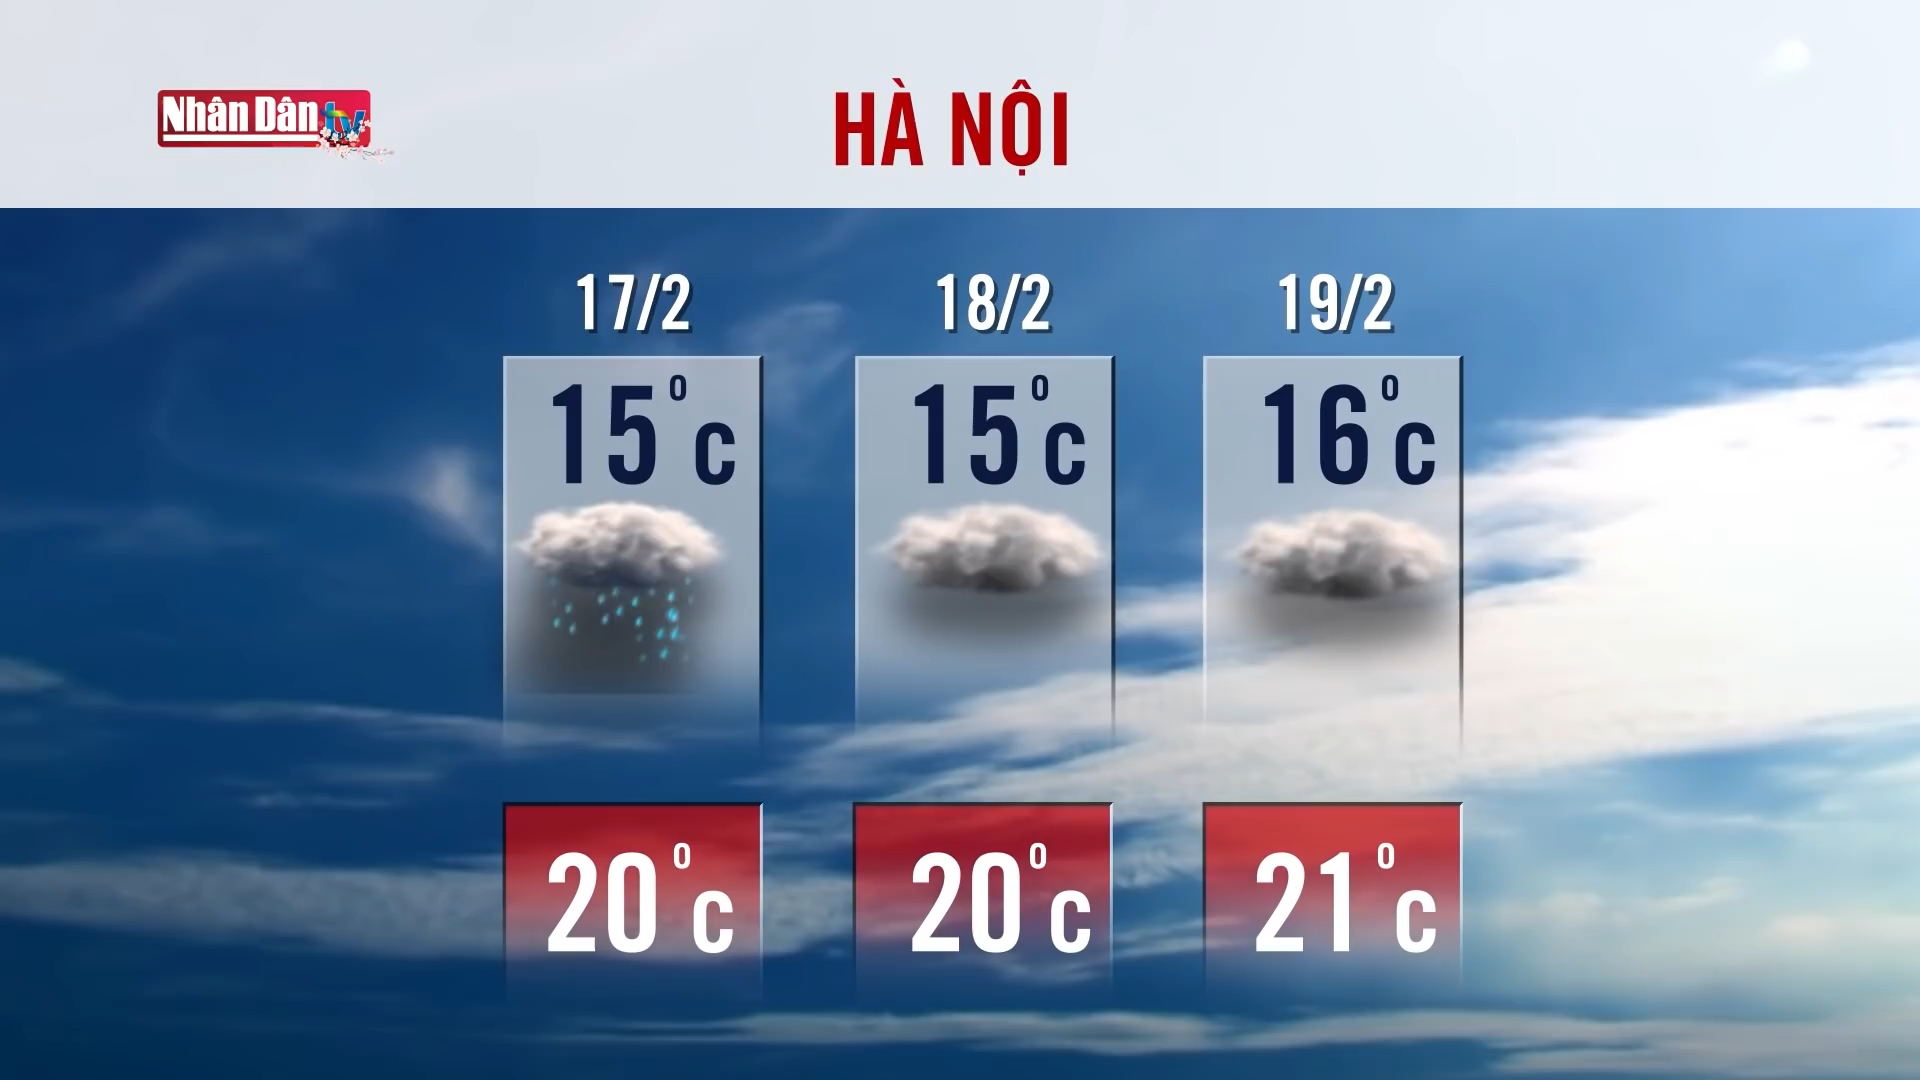 Nhân Dân tv
HÀ NỘI
17/2 18/2 19/2
15°C 15°C 16°C
20°C 20°C 21°C